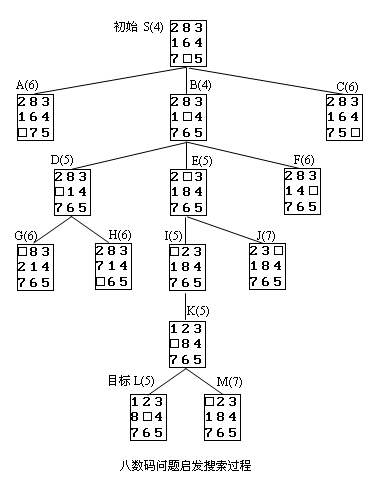 初始 S(4)
2 8 3
1 6 4
7 □ 5
A(6) B(4) C(6)
2 8 3 2 8 3 2 8 3
1 6 4 1 □ 4 1 6 4
□ 7 5 7 6 5 7 5 □
D(5) E(5) F(6)
2 8 3 2 □ 3 2 8 3
□ 1 4 1 8 4 1 4 □
7 6 5 7 6 5 7 6 5
G(6) H(6) I(5) J(7)
□ 8 3 2 8 3 □ 2 3 2 3 □
2 1 4 7 1 4 1 8 4 1 8 4
7 6 5 □ 6 5 7 6 5 7 6 5
K(5)
1 2 3
□ 8 4
7 6 5
目标 L(5) M(7)
1 2 3 □ 2 3
8 □ 4 1 8 4
7 6 5 7 6 5
八数码问题启发搜索过程